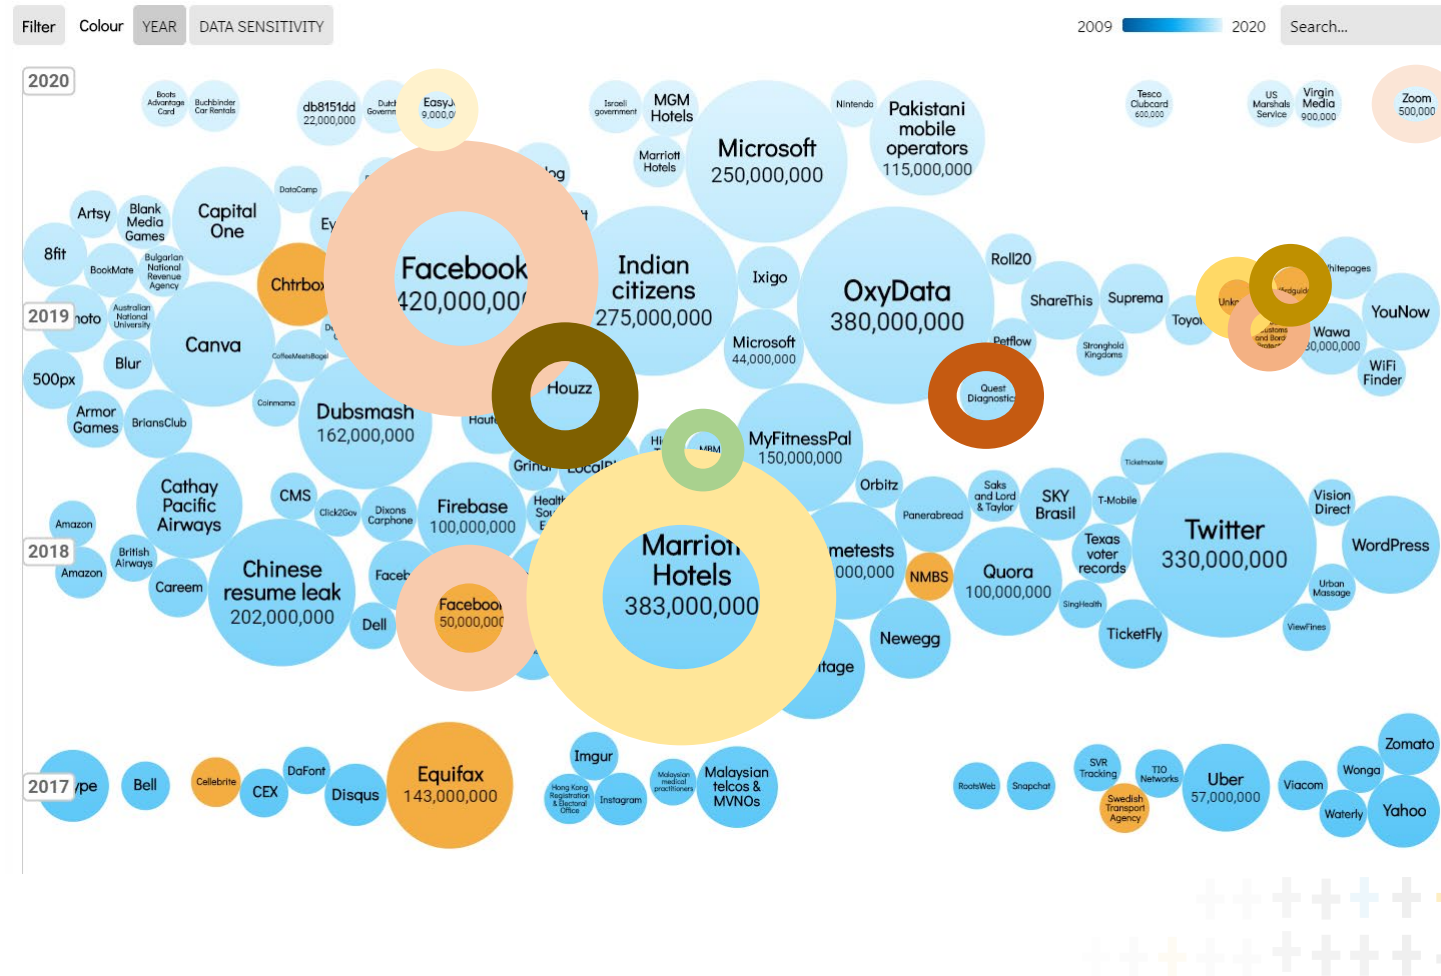 Filter
Colour
YEAR
DATA SENSITIVITY
2009
2020
Search...
2020
Boots
Advantage
Card
Buchbinder
Car Rentals
db8151dd
22,000,000
Israeli
government
MGM
Hotels
Marriott
Hotels
Microsoft
250,000,000
Nintendo
Pakistani
mobile
operators
115,000,000
Tesco
Clubcard
600,000
US
Marshals
Service
Virgin
Media
900,000
Zoom
500,000
DataCamp
Artsy
Blank
Media
Games
Capital
One
8fit
BookMate
Bulgarian
National
Revenue
Agency
Chtrbox
Facebook
Indian
citizens
275,000,000
Ixigo
OxyData
380,000,000
Roll20
ShareThis
Suprema
YouNow
2019
Australian
National
University
Canva
CoffeeMeetsBagel
Microsoft
44,000,000
Petflow
Stronghold
Kingdoms
Wawa
WiFi
Finder
Blur
500px
Armor
Games
BriansClub
Coinmama
Dubsmash
162,000,000
Houzz
Quest
MyFitnessPal
150,000,000
Cathay
Pacific
Airways
CMS
Click2Gov
Dixons
Carphone
Firebase
100,000,000
Orbitz
Panerabread
Saks
and Lord
& Taylor
SKY
Brasil
Ticketmaster
T-Mobile
Texas
voter
records
Twitter
330,000,000
Vision
Direct
WordPress
Amazon
2018
Amazon
British
Airways
Careem
Chinese
resume leak
202,000,000
Dell
50,000,000
Hotels
383,000,000
NMBS
Quora
100,000,000
SingHealth
TicketFly
Urban
Massage
ViewFines
Newegg
2017
Bell
Cellebrite
CEX
DaFont
Disqus
Equifax
143,000,000
Imgur
Hong Kong
Registration
& Electoral
Office
Instagram
Malaysian
medical
practitioners
Malaysian
telcos &
MVNOs
RootsWeb
Snapchat
SVR
Tracking
Swedish
Transport
Agency
TIO
Networks
Uber
57,000,000
Viacom
Wonga
Waterly
Zomato
Yahoo